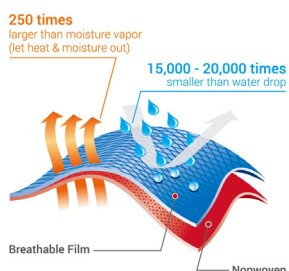 250 times
larger than moisture vapor
(let heat & moisture out)
15,000 - 20,000 times
smaller than water drop
Breathable Film
Nonwoven